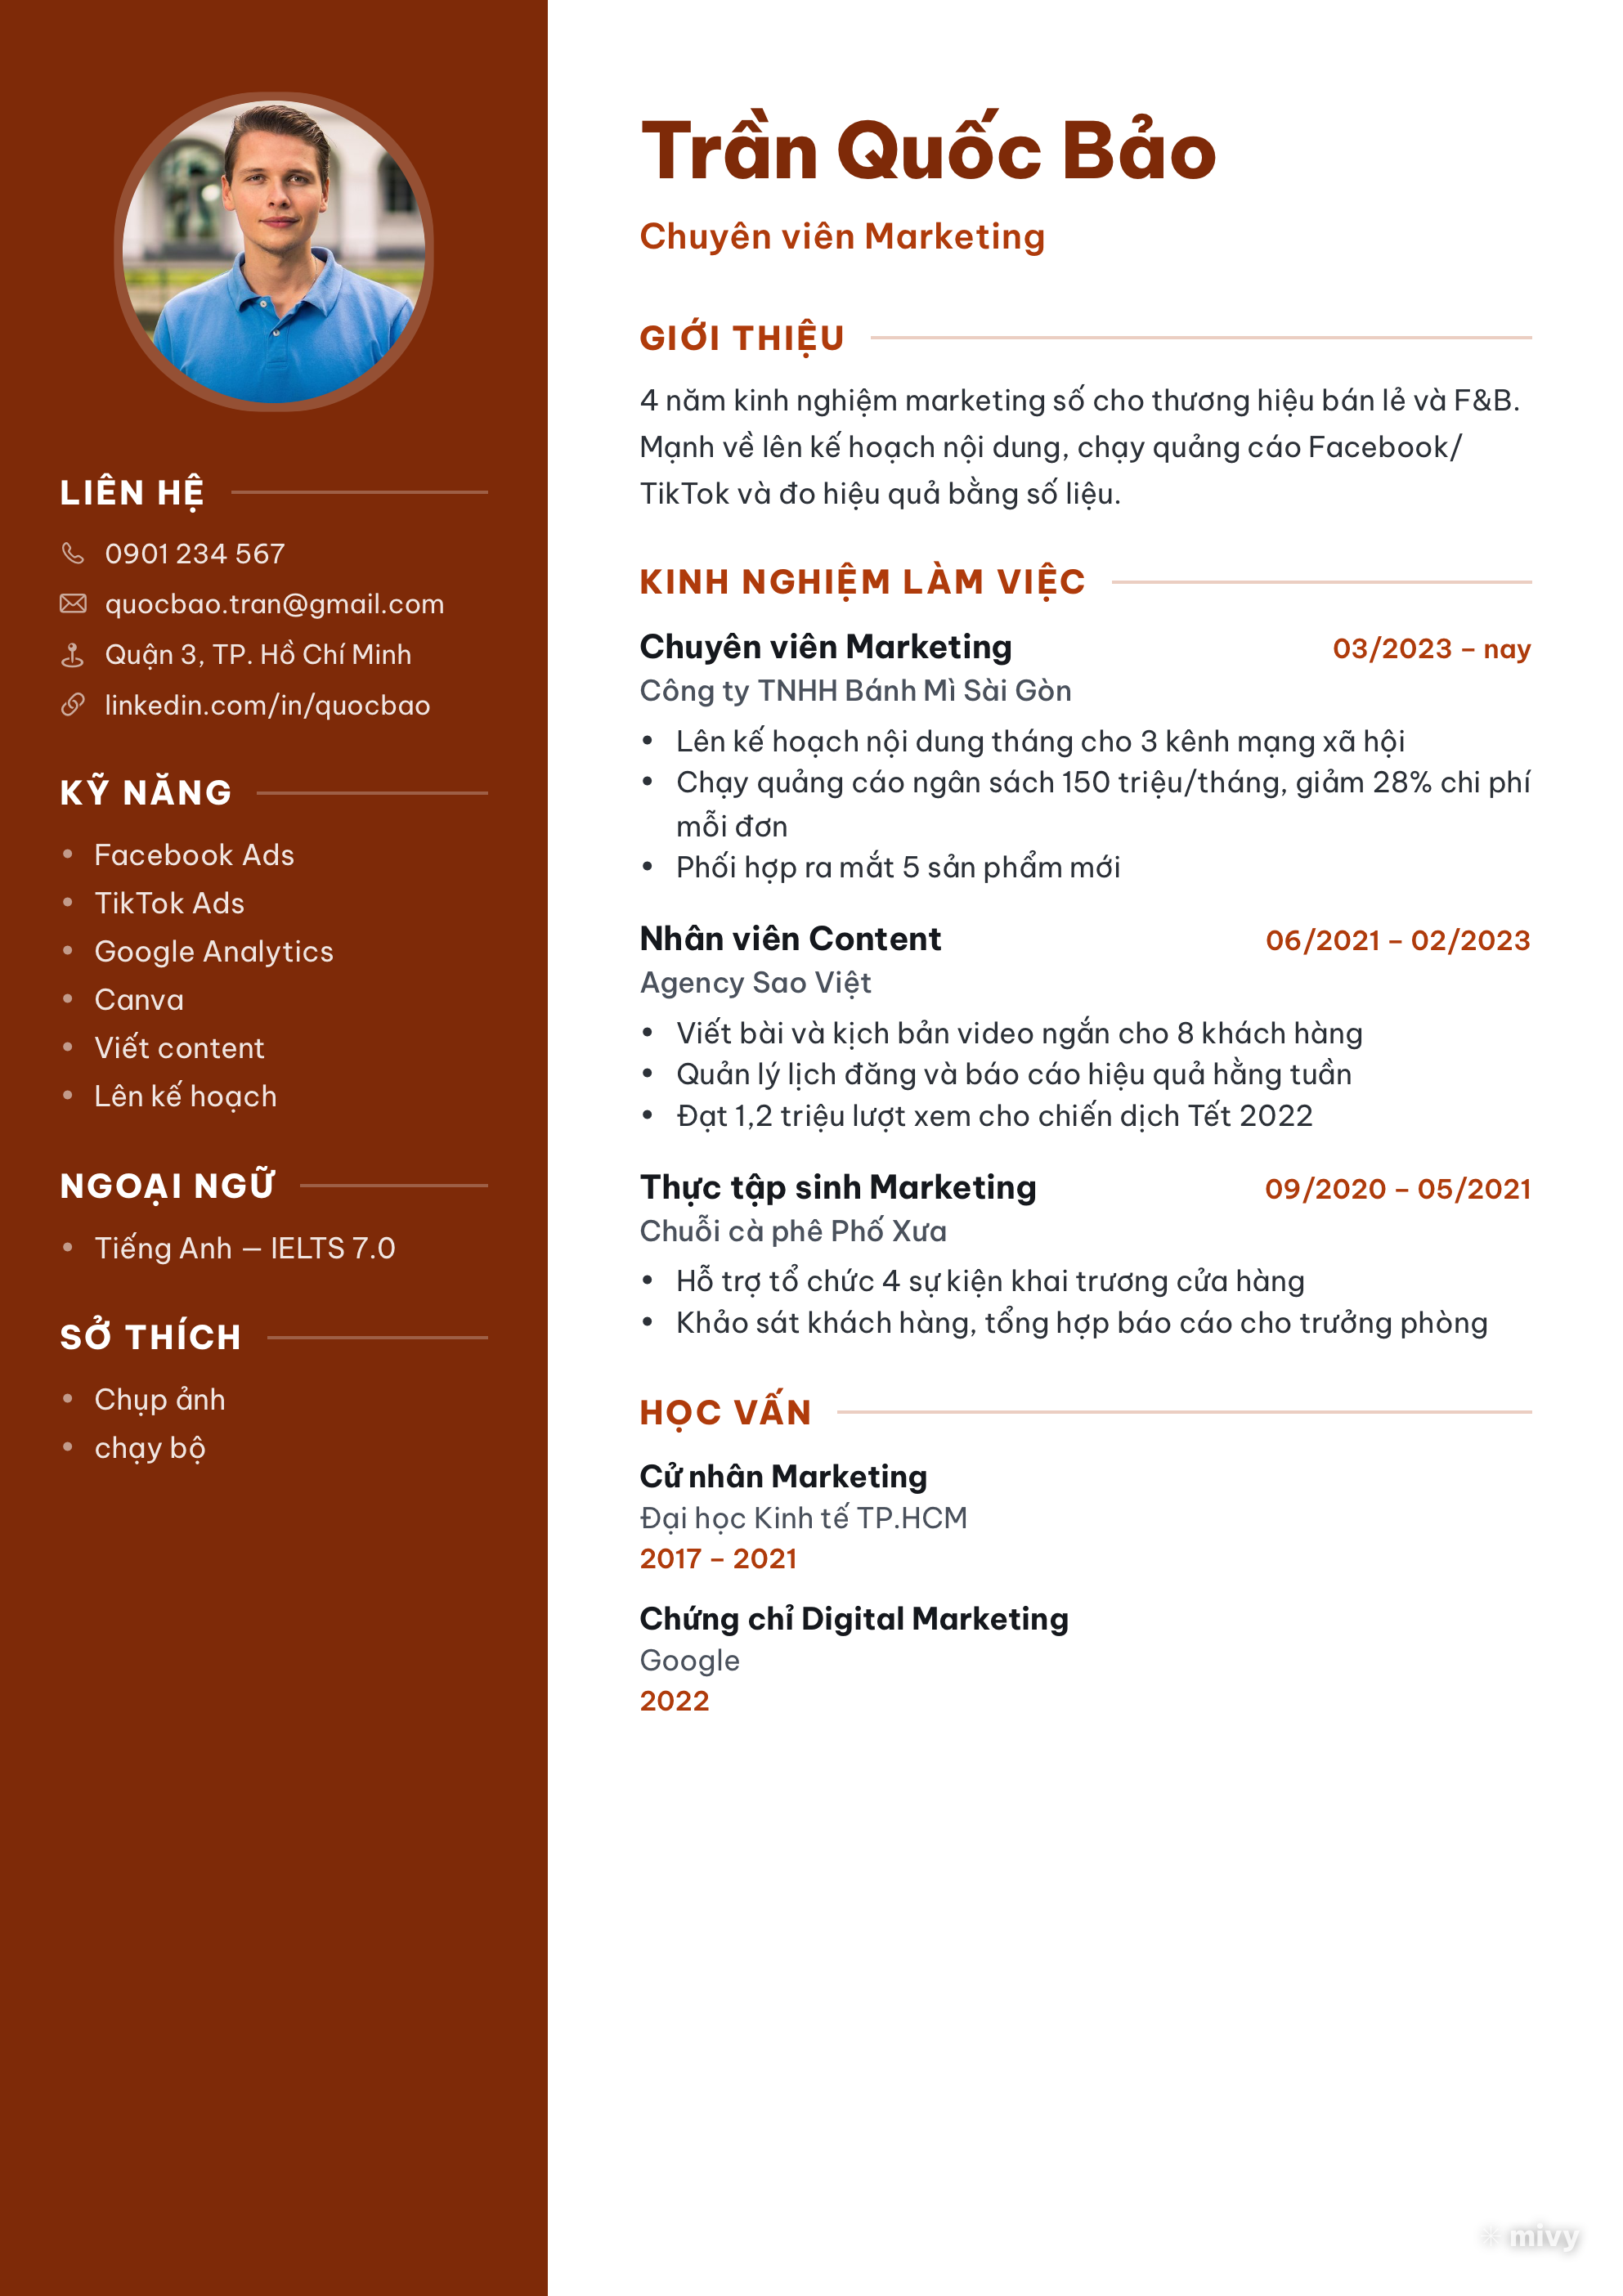 LIÊN HỆ
0901 234 567
quocbao.tran@gmail.com
Quận 3, TP. Hồ Chí Minh
linkedin.com/in/quocbao
KỸ NĂNG
• Facebook Ads
• TikTok Ads
• Google Analytics
• Canva
• Viết content
• Lên kế hoạch
NGOẠI NGỮ
• Tiếng Anh — IELTS 7.0
SỞ THÍCH
• Chụp ảnh
• chạy bộ
Trần Quốc Bảo
Chuyên viên Marketing
GIỚI THIỆU
4 năm kinh nghiệm marketing số cho thương hiệu bán lẻ và F&B.
Mạnh về lên kế hoạch nội dung, chạy quảng cáo Facebook/
TikTok và đo hiệu quả bằng số liệu.
KINH NGHIỆM LÀM VIỆC
Chuyên viên Marketing 03/2023 – nay
Công ty TNHH Bánh Mì Sài Gòn
• Lên kế hoạch nội dung tháng cho 3 kênh mạng xã hội
• Chạy quảng cáo ngân sách 150 triệu/tháng, giảm 28% chi phí
mỗi đơn
• Phối hợp ra mắt 5 sản phẩm mới
Nhân viên Content 06/2021 – 02/2023
Agency Sao Việt
• Viết bài và kịch bản video ngắn cho 8 khách hàng
• Quản lý lịch đăng và báo cáo hiệu quả hằng tuần
• Đạt 1,2 triệu lượt xem cho chiến dịch Tết 2022
Thực tập sinh Marketing 09/2020 – 05/2021
Chuỗi cà phê Phố Xưa
• Hỗ trợ tổ chức 4 sự kiện khai trương cửa hàng
• Khảo sát khách hàng, tổng hợp báo cáo cho trưởng phòng
HỌC VẤN
Cử nhân Marketing
Đại học Kinh tế TP.HCM
2017 – 2021
Chứng chỉ Digital Marketing
Google
2022
mivy